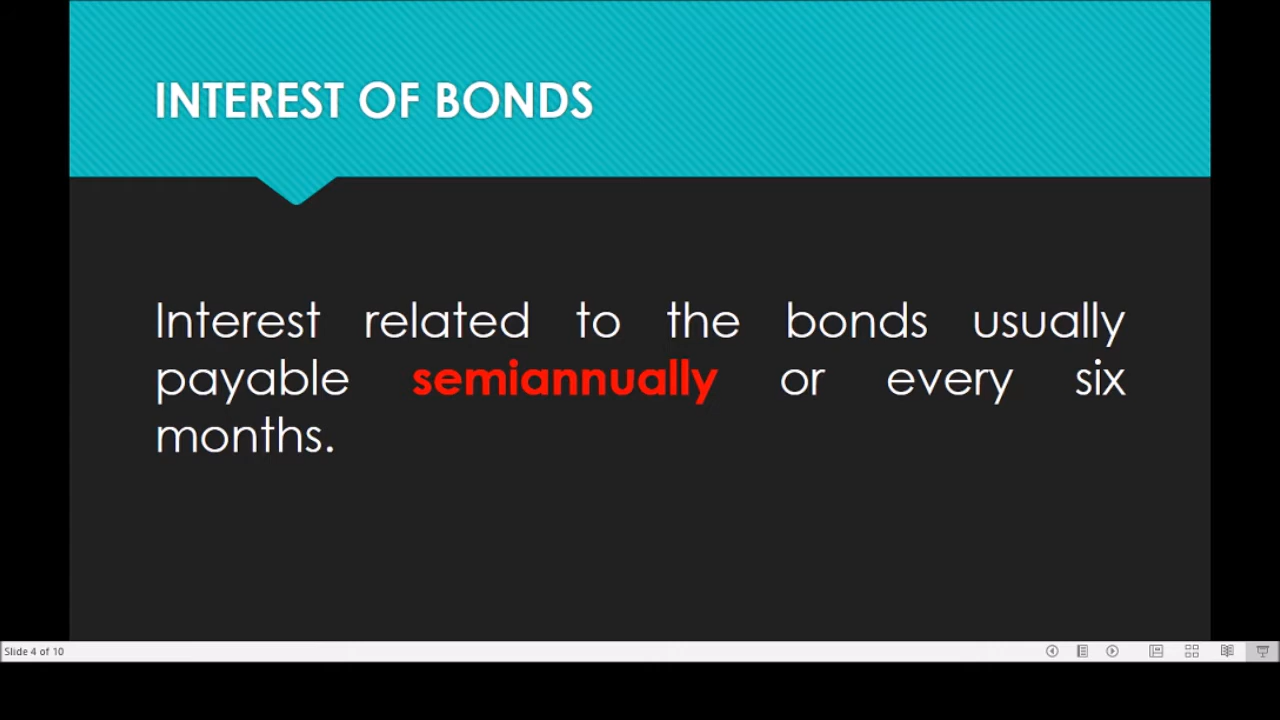 INTEREST OF BONDS
Interest related to the bonds usually
payable semiannually or every six
months.
Slide 4 of 10